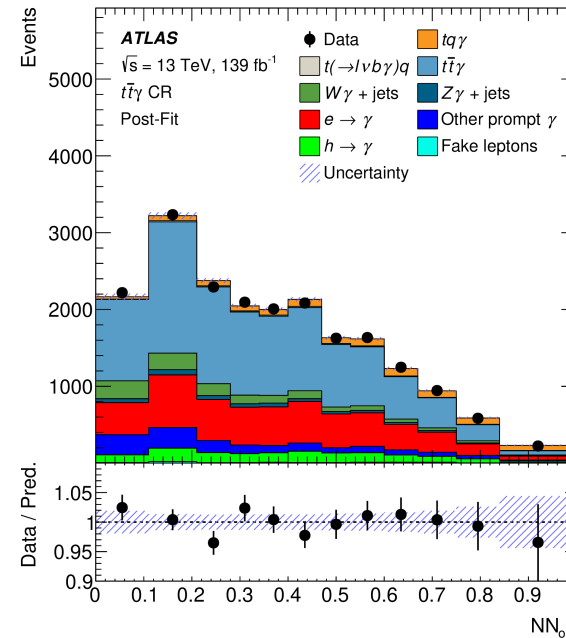 Events
ATLAS
√s = 13 TeV, 139 fb⁻¹
tt̄γ CR
Post-Fit
Data
tqγ
t(→lνbγ)q
tt̄γ
Wγ + jets
Zγ + jets
e → γ
Other prompt γ
h → γ
Fake leptons
Uncertainty
5000
4000
3000
2000
1000
Data / Pred.
1.05
1
0.95
0.9
0 0.1 0.2 0.3 0.4 0.5 0.6 0.7 0.8 0.9
NN₀